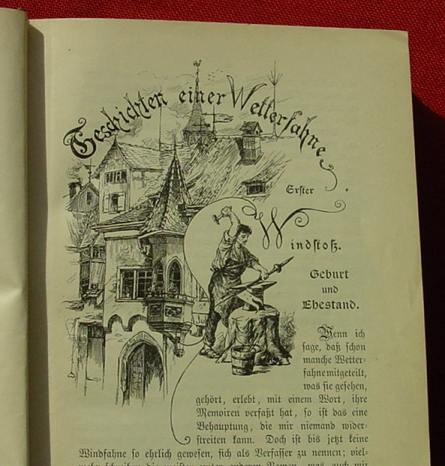 Geschichten einer Wetterfahne.
Erster
Windstoß.
Geburt
und
Ehestand.
Wenn ich
sage, daß schon
manche Wetter-
fahne mitgeteilt,
was sie gesehen,
gehört, erlebt, mit einem Wort, ihre
Memoiren verfaßt hat, so ist das eine
Behauptung, die mir niemand wider-
streiten kann. Doch ist bis jetzt keine
Windfahne so ehrlich gewesen, sich als Verfasser zu nennen; viel-